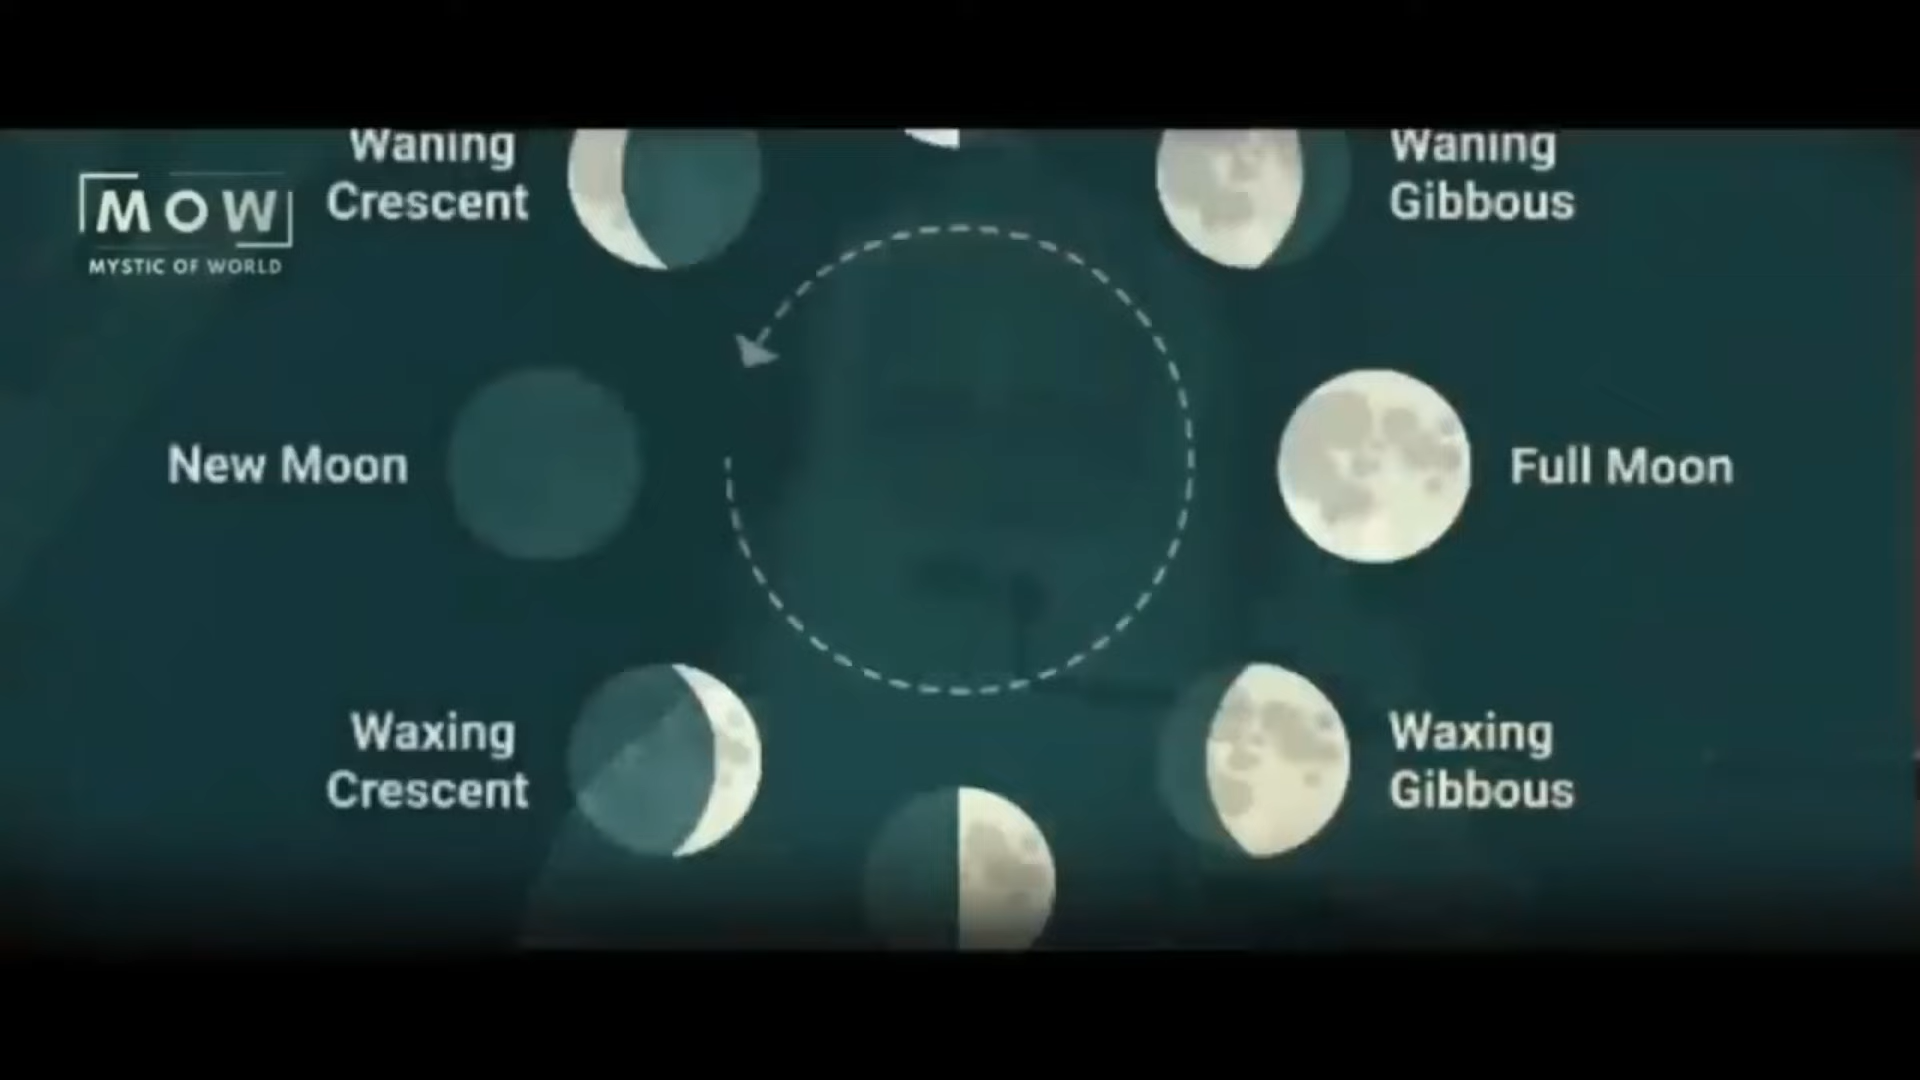 Waning
Crescent
Waning
Gibbous
MOW
MYSTIC OF WORLD
New Moon
Full Moon
Waxing
Crescent
Waxing
Gibbous